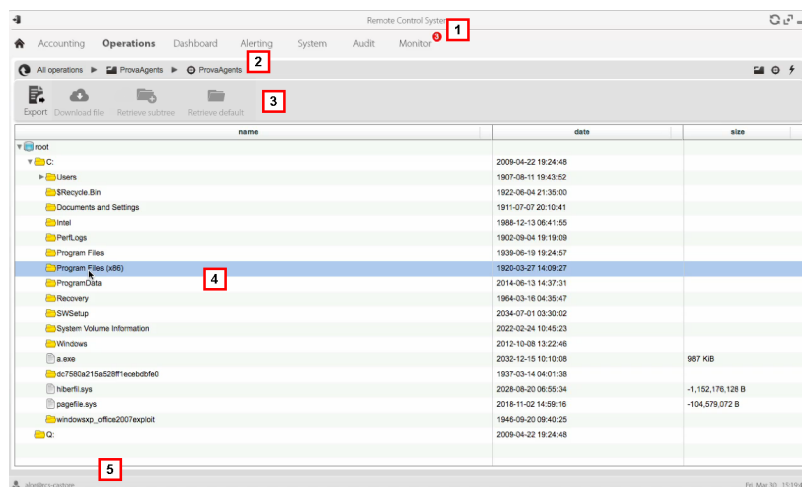 Remote Control System
1
Accounting Operations Dashboard Alerting System Audit Monitor 3
2
All operations ProvaAgents ProvaAgents
3
Export Download file Retrieve subtree Retrieve default
name date size
root
C: 2009-04-22 19:24:48
Users 1907-08-11 19:43:52
$Recycle.Bin 1922-06-04 21:35:00
Documents and Settings 1911-07-07 20:10:41
Intel 1988-12-13 06:41:55
PerfLogs 1902-09-04 19:19:09
Program Files 1939-06-19 19:24:57
Program Files (x86) 1920-03-27 14:09:27
4
ProgramData 2014-06-13 14:37:31
Recovery 1964-03-16 04:35:47
SWSetup 2034-07-01 03:30:02
System Volume Information 2022-02-24 10:45:23
Windows 2012-10-08 13:22:46
a.exe 2032-12-15 10:10:08 987 KiB
dc7580a215a528ff1ecebdbfe0 1937-03-14 04:01:38
hiberfil.sys 2028-08-20 06:55:34 -1,152,176,128 B
pagefile.sys 2018-11-02 14:59:16 -104,579,072 B
windowsxp_office2007exploit 1946-09-20 09:40:25
Q: 2009-04-22 19:24:48
5
Fri Mar 30